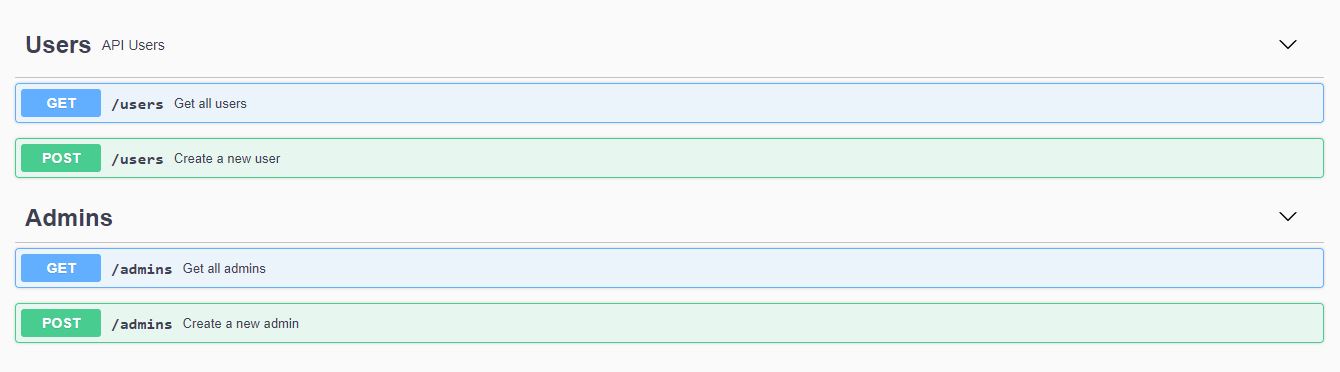 Users API Users
GET /users Get all users
POST /users Create a new user
Admins
GET /admins Get all admins
POST /admins Create a new admin